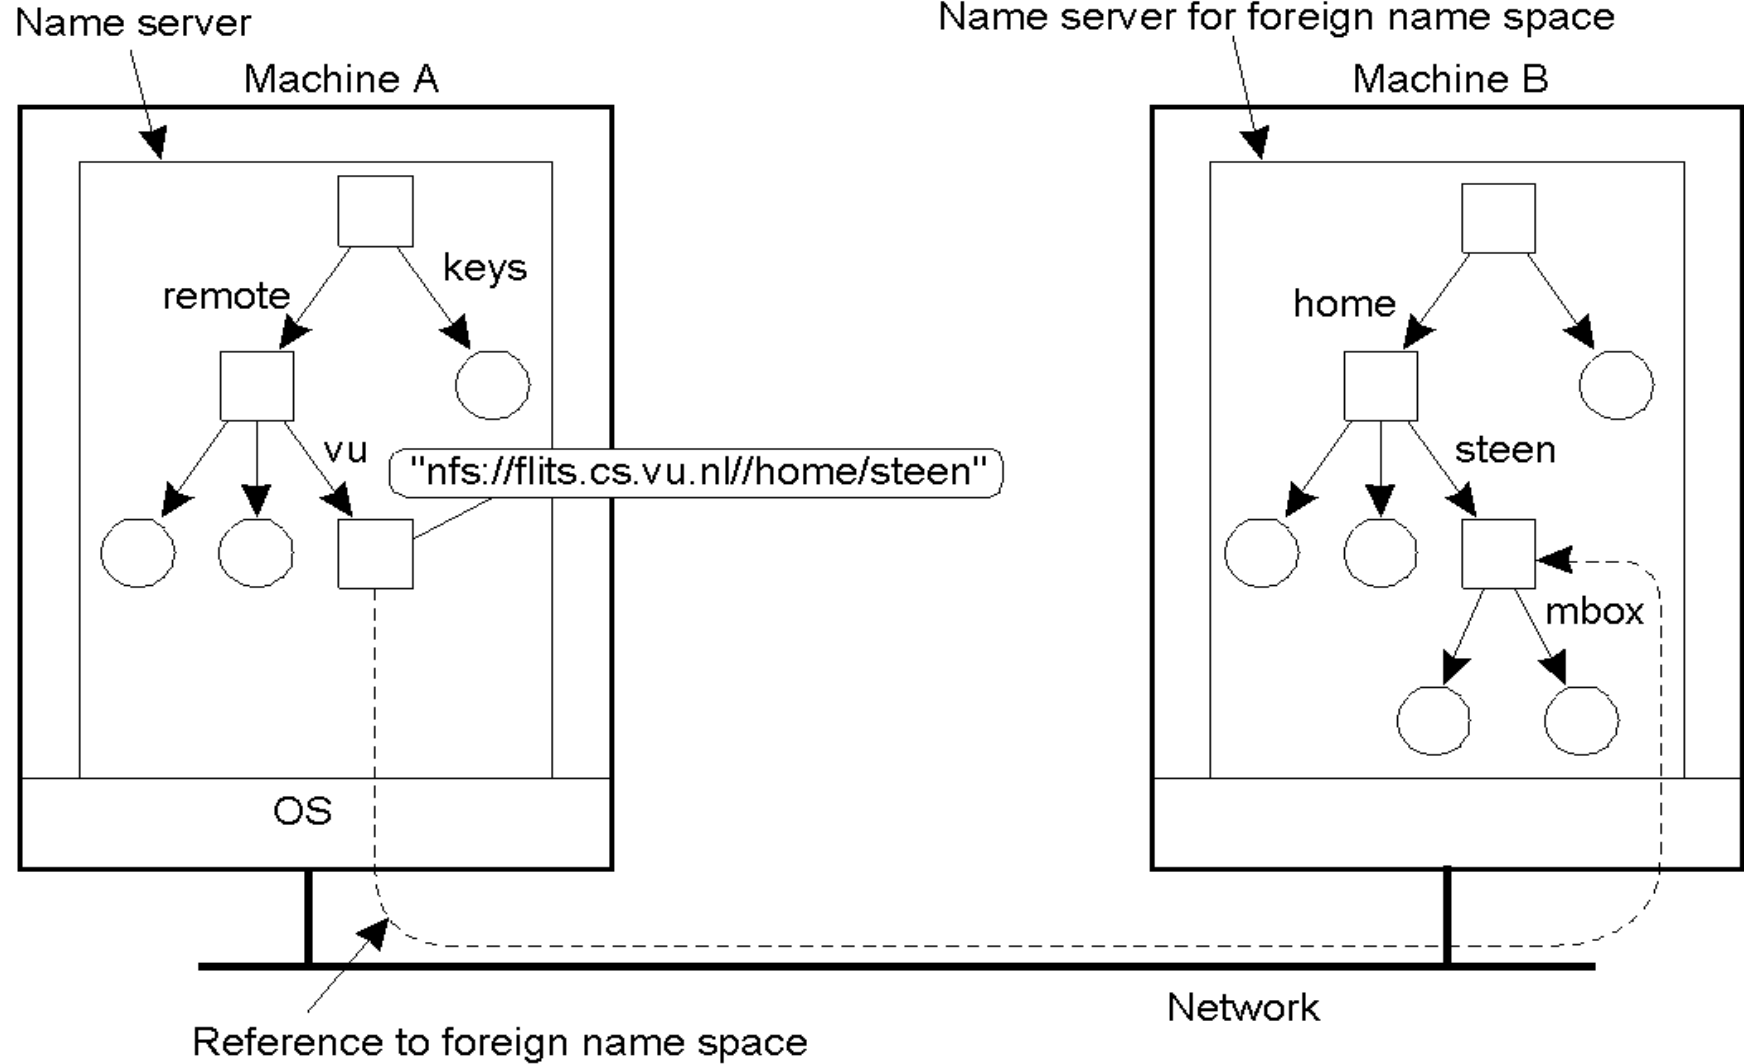 Name server
Name server for foreign name space
Machine A
Machine B
keys
remote
home
vu
"nfs://flits.cs.vu.nl//home/steen"
steen
mbox
OS
Network
Reference to foreign name space